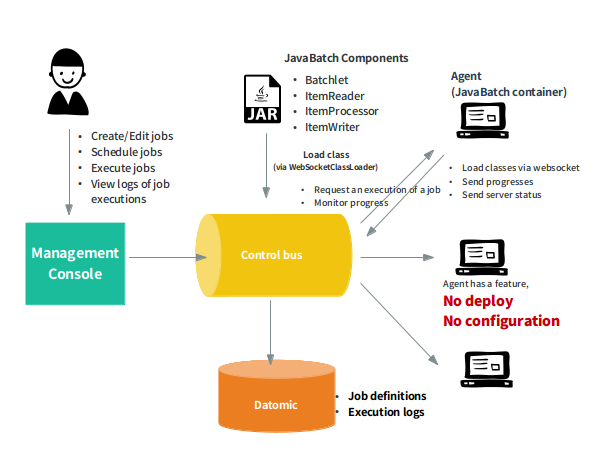 JavaBatch Components
• Batchlet
• ItemReader
• ItemProcessor
• ItemWriter
JAR
Agent
(JavaBatch container)
• Create/Edit jobs
• Schedule jobs
• Execute jobs
• View logs of job
executions
Load class
(via WebSocketClassLoader)
• Request an execution of a job
• Monitor progress
• Load classes via websocket
• Send progresses
• Send server status
Management
Console
Control bus
Agent has a feature,
No deploy
No configuration
Datomic
• Job definitions
• Execution logs